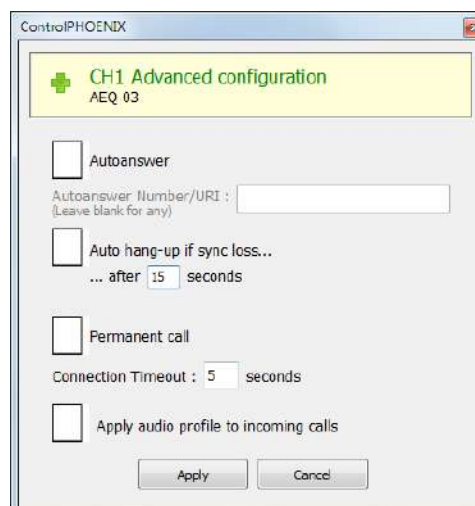 ControlPHOENIX
CH1 Advanced configuration
AEQ 03
Autoanswer
Autoanswer Number/URI :
(Leave blank for any)
Auto hang-up if sync loss...
... after 15 seconds
Permanent call
Connection Timeout : 5 seconds
Apply audio profile to incoming calls
Apply Cancel